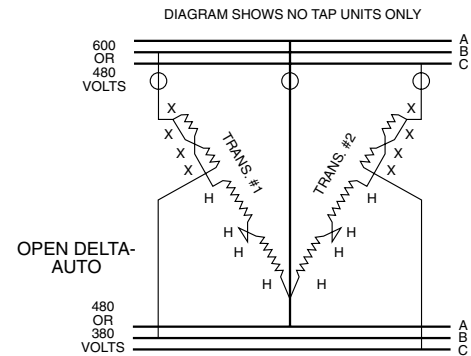 DIAGRAM SHOWS NO TAP UNITS ONLY
600
OR
480
VOLTS
A
B
C
X
X
X
X
H
H
H
H
TRANS. #1
TRANS. #2
X
X
X
X
H
H
H
H
OPEN DELTA-
AUTO
480
OR
380
VOLTS
A
B
C